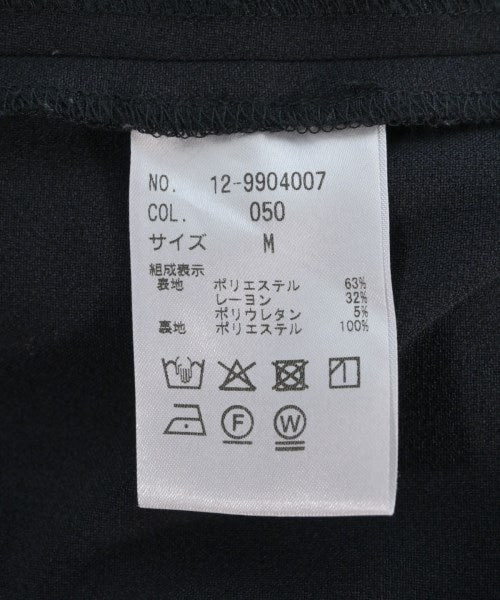 NO. 12-9904007
COL. 050
サイズ M
組成表示
表地 ポリエステル 63%
レーヨン 32%
ポリウレタン 5%
裏地 ポリエステル 100%
F W